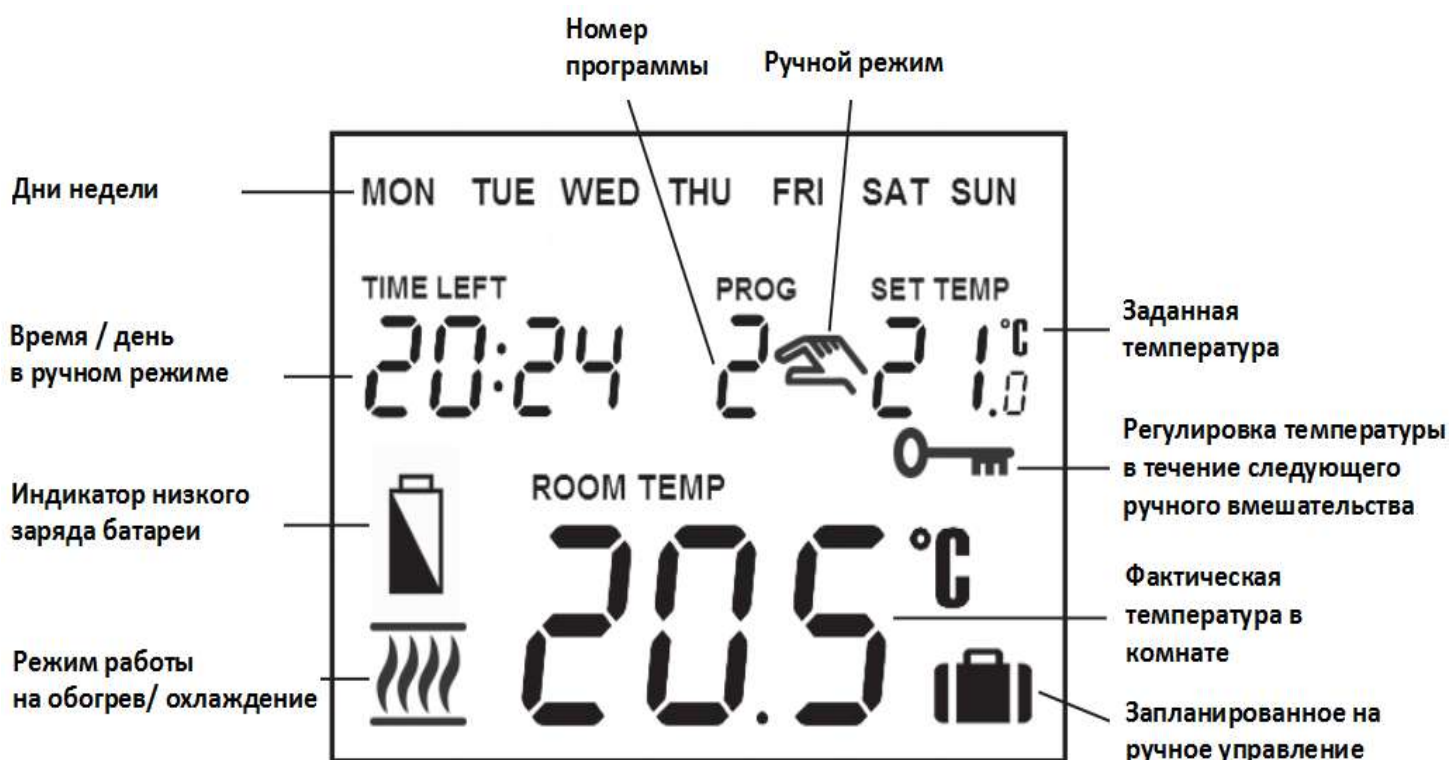 Номер
программы
Ручной режим
Дни недели
MON TUE WED THU FRI SAT SUN
TIME LEFT PROG SET TEMP
Время / день
в ручном режиме
20:24 2 21.0 °C
Заданная
температура
Регулировка температуры
в течение следующего
ручного вмешательства
Индикатор низкого
заряда батареи
ROOM TEMP
20.5 °C
Фактическая
температура в
комнате
Режим работы
на обогрев/ охлаждение
Запланированное на
ручное управление